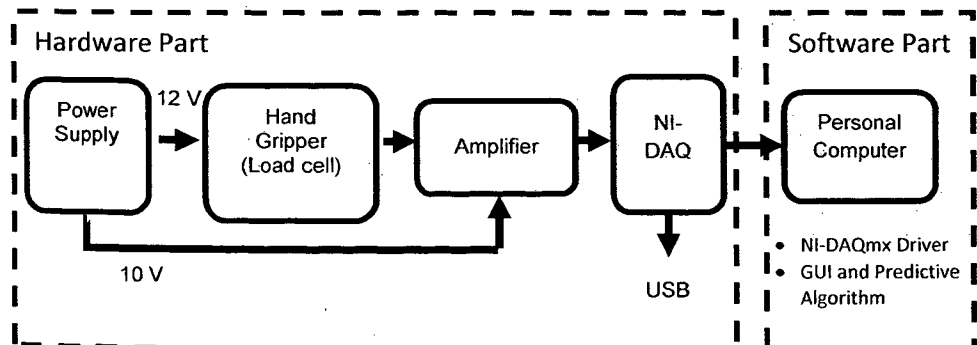 Hardware Part
Software Part
Power
Supply
12 V
Hand
Gripper
(Load cell)
Amplifier
NI-
DAQ
Personal
Computer
10 V
USB
• NI-DAQmx Driver
• GUI and Predictive
Algorithm